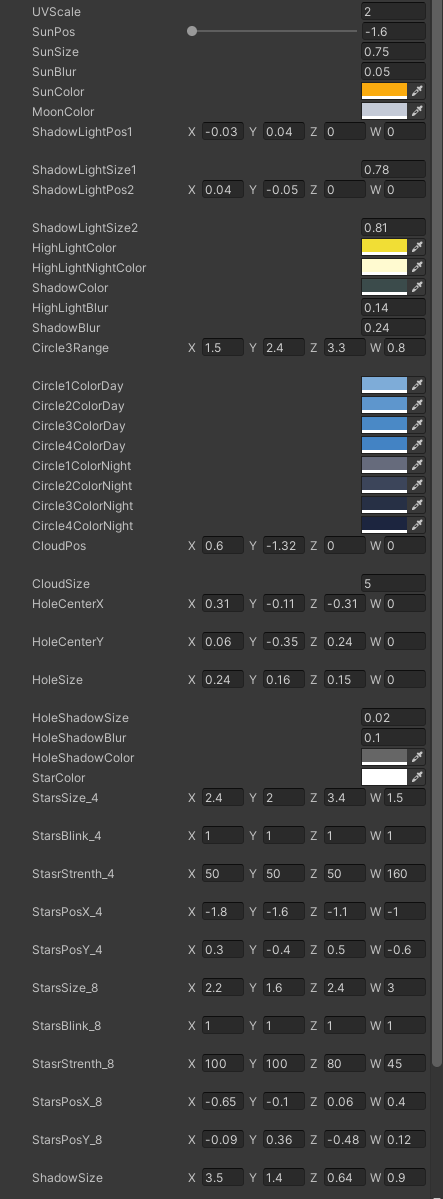 UVScale 2
SunPos -1.6
SunSize 0.75
SunBlur 0.05
SunColor
MoonColor
ShadowLightPos1 X -0.03 Y 0.04 Z 0 W 0
ShadowLightSize1 0.78
ShadowLightPos2 X 0.04 Y -0.05 Z 0 W 0
ShadowLightSize2 0.81
HighLightColor
HighLightNightColor
ShadowColor
HighLightBlur 0.14
ShadowBlur 0.24
Circle3Range X 1.5 Y 2.4 Z 3.3 W 0.8
Circle1ColorDay
Circle2ColorDay
Circle3ColorDay
Circle4ColorDay
Circle1ColorNight
Circle2ColorNight
Circle3ColorNight
Circle4ColorNight
CloudPos X 0.6 Y -1.32 Z 0 W 0
CloudSize 5
HoleCenterX X 0.31 Y -0.11 Z -0.31 W 0
HoleCenterY X 0.06 Y -0.35 Z 0.24 W 0
HoleSize X 0.24 Y 0.16 Z 0.15 W 0
HoleShadowSize 0.02
HoleShadowBlur 0.1
HoleShadowColor
StarColor
StarsSize_4 X 2.4 Y 2 Z 3.4 W 1.5
StarsBlink_4 X 1 Y 1 Z 1 W 1
StasrStrenth_4 X 50 Y 50 Z 50 W 160
StarsPosX_4 X -1.8 Y -1.6 Z -1.1 W -1
StarsPosY_4 X 0.3 Y -0.4 Z 0.5 W -0.6
StarsSize_8 X 2.2 Y 1.6 Z 2.4 W 3
StarsBlink_8 X 1 Y 1 Z 1 W 1
StasrStrenth_8 X 100 Y 100 Z 80 W 45
StarsPosX_8 X -0.65 Y -0.1 Z 0.06 W 0.4
StarsPosY_8 X -0.09 Y 0.36 Z -0.48 W 0.12
ShadowSize X 3.5 Y 1.4 Z 0.64 W 0.9